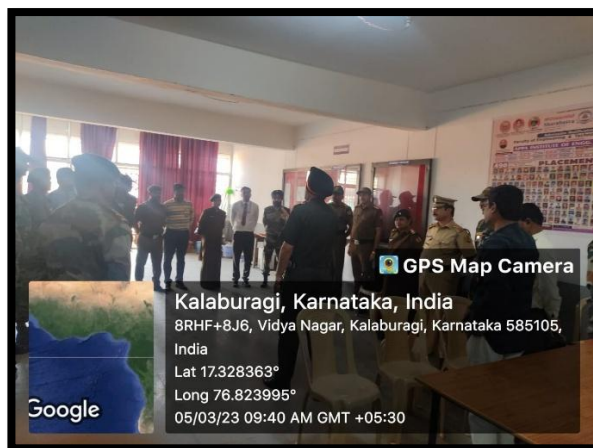 PLACEMEN
GPS Map Camera
Kalaburagi, Karnataka, India
8RHF+8J6, Vidya Nagar, Kalaburagi, Karnataka 585105,
India
Lat 17.328363°
Long 76.823995°
05/03/23 09:40 AM GMT +05:30
Google